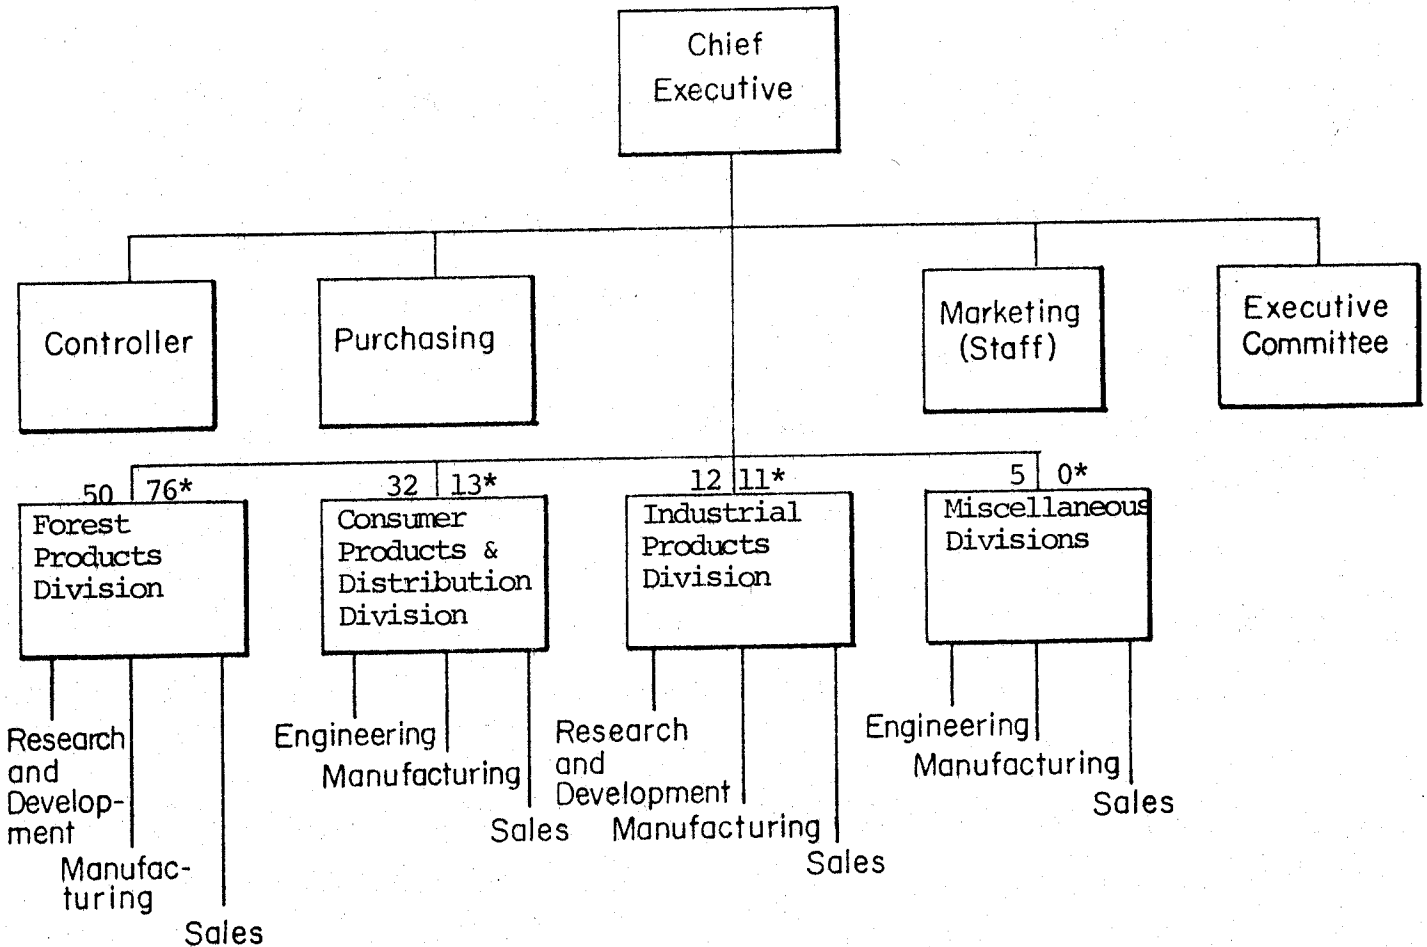 Chief
Executive
Controller
Purchasing
Marketing
(Staff)
Executive
Committee
50 76*
Forest
Products
Division
32 13*
Consumer
Products &
Distribution
Division
12 11*
Industrial
Products
Division
5 0*
Miscellaneous
Divisions
Research
and
Develop-
ment
Manufac-
turing
Sales
Engineering
Manufacturing
Sales
Research
and
Development
Manufacturing
Sales
Engineering
Manufacturing
Sales